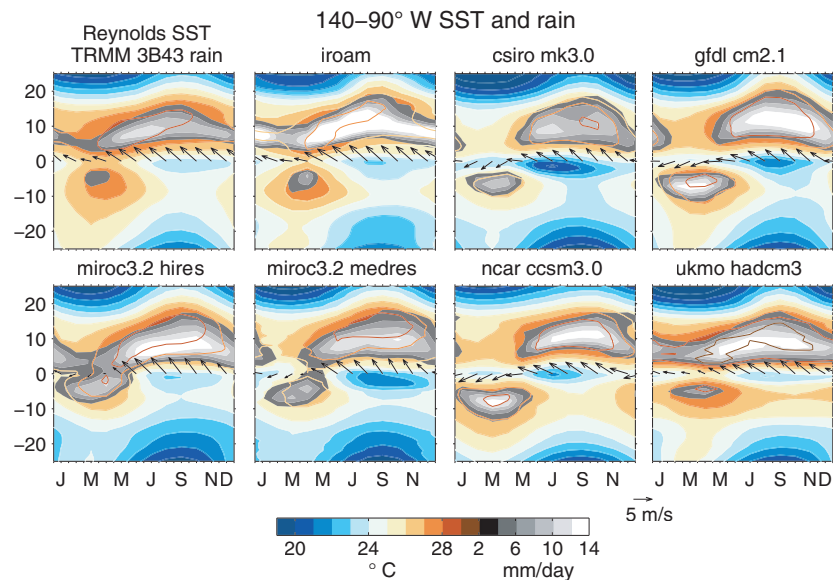 140–90° W SST and rain
Reynolds SST
TRMM 3B43 rain
iroam
csiro mk3.0
gfdl cm2.1
20
10
0
−10
−20
miroc3.2 hires
miroc3.2 medres
ncar ccsm3.0
ukmo hadcm3
20
10
0
−10
−20
J M M J S ND
J M M J S N
J M M J S N
J M M J S ND
5 m/s
20 24 28 2 6 10 14
° C mm/day